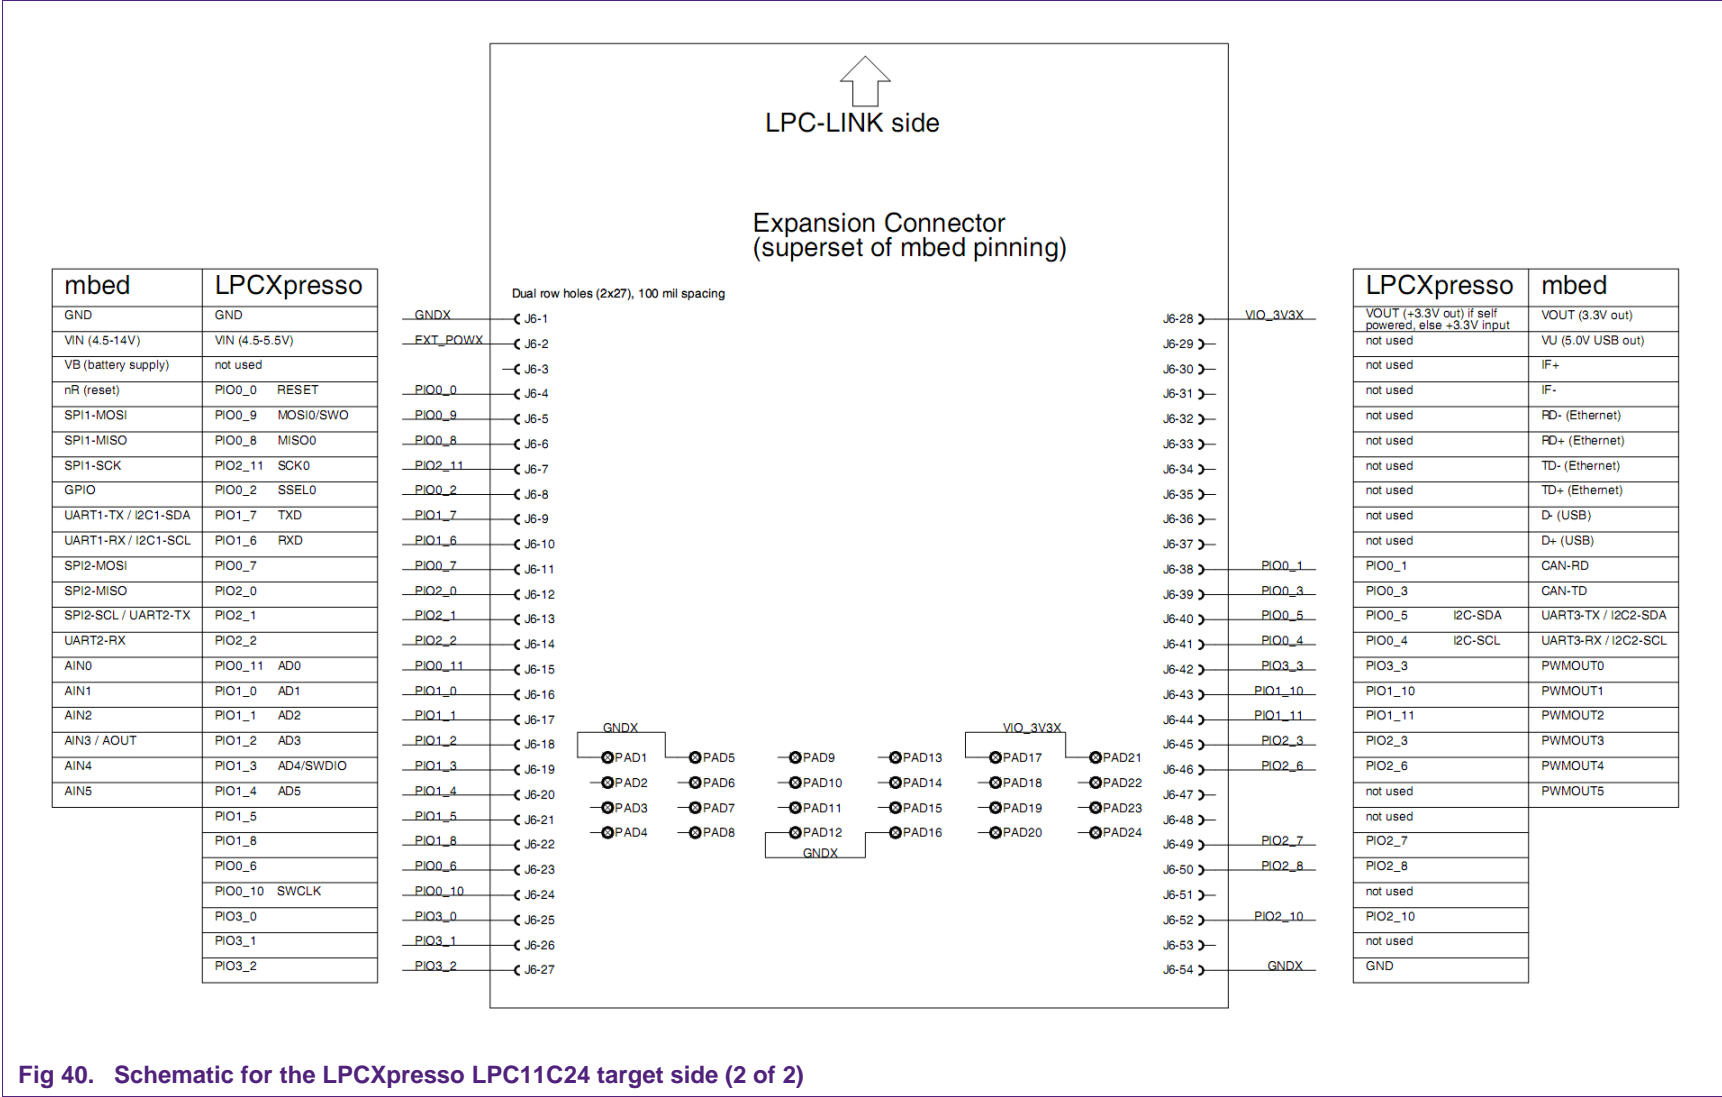 LPC-LINK side
Expansion Connector
(superset of mbed pinning)
Dual row holes (2x27), 100 mil spacing
mbed LPCXpresso
GND GND GNDX J6-1
VIN (4.5-14V) VIN (4.5-5.5V) EXT_POWX J6-2
VB (battery supply) not used J6-3
nR (reset) PIO0_0 RESET PIO0_0 J6-4
SPI1-MOSI PIO0_9 MOSI0/SWO PIO0_9 J6-5
SPI1-MISO PIO0_8 MISO0 PIO0_8 J6-6
SPI1-SCK PIO2_11 SCK0 PIO2_11 J6-7
GPIO PIO0_2 SSEL0 PIO0_2 J6-8
UART1-TX / I2C1-SDA PIO1_7 TXD PIO1_7 J6-9
UART1-RX / I2C1-SCL PIO1_6 RXD PIO1_6 J6-10
SPI2-MOSI PIO0_7 PIO0_7 J6-11
SPI2-MISO PIO2_0 PIO2_0 J6-12
SPI2-SCL / UART2-TX PIO2_1 PIO2_1 J6-13
UART2-RX PIO2_2 PIO2_2 J6-14
AIN0 PIO0_11 AD0 PIO0_11 J6-15
AIN1 PIO1_0 AD1 PIO1_0 J6-16
AIN2 PIO1_1 AD2 PIO1_1 J6-17
AIN3 / AOUT PIO1_2 AD3 PIO1_2 J6-18
AIN4 PIO1_3 AD4/SWDIO PIO1_3 J6-19
AIN5 PIO1_4 AD5 PIO1_4 J6-20
PIO1_5 PIO1_5 J6-21
PIO1_8 PIO1_8 J6-22
PIO0_6 PIO0_6 J6-23
PIO0_10 SWCLK PIO0_10 J6-24
PIO3_0 PIO3_0 J6-25
PIO3_1 PIO3_1 J6-26
PIO3_2 PIO3_2 J6-27
GNDX VIO_3V3X
PAD1 PAD5 PAD9 PAD13 PAD17 PAD21
PAD2 PAD6 PAD10 PAD14 PAD18 PAD22
PAD3 PAD7 PAD11 PAD15 PAD19 PAD23
PAD4 PAD8 PAD12 PAD16 PAD20 PAD24
GNDX
LPCXpresso mbed
J6-28 VIO_3V3X VOUT (+3.3V out) if self
powered, else +3.3V input VOUT (3.3V out)
J6-29 not used VU (5.0V USB out)
J6-30 not used IF+
J6-31 not used IF-
J6-32 not used RD- (Ethernet)
J6-33 not used RD+ (Ethernet)
J6-34 not used TD- (Ethernet)
J6-35 not used TD+ (Ethernet)
J6-36 not used D- (USB)
J6-37 not used D+ (USB)
J6-38 PIO0_1 PIO0_1 CAN-RD
J6-39 PIO0_3 PIO0_3 CAN-TD
J6-40 PIO0_5 PIO0_5 I2C-SDA UART3-TX / I2C2-SDA
J6-41 PIO0_4 PIO0_4 I2C-SCL UART3-RX / I2C2-SCL
J6-42 PIO3_3 PIO3_3 PWMOUT0
J6-43 PIO1_10 PIO1_10 PWMOUT1
J6-44 PIO1_11 PIO1_11 PWMOUT2
J6-45 PIO2_3 PIO2_3 PWMOUT3
J6-46 PIO2_6 PIO2_6 PWMOUT4
J6-47 not used PWMOUT5
J6-48 not used
J6-49 PIO2_7 PIO2_7
J6-50 PIO2_8 PIO2_8
J6-51 not used
J6-52 PIO2_10 PIO2_10
J6-53 not used
J6-54 GNDX GND
Fig 40. Schematic for the LPCXpresso LPC11C24 target side (2 of 2)